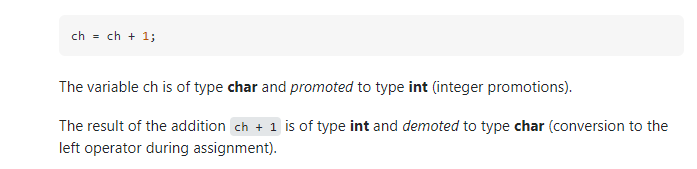 ch = ch + 1;
The variable ch is of type char and promoted to type int (integer promotions).
The result of the addition ch + 1 is of type int and demoted to type char (conversion to the
left operator during assignment).